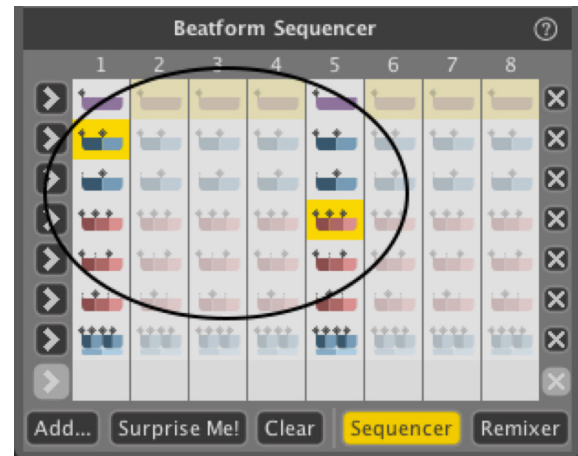 Beatform Sequencer ?
1 2 3 4 5 6 7 8
Add... Surprise Me! Clear Sequencer Remixer